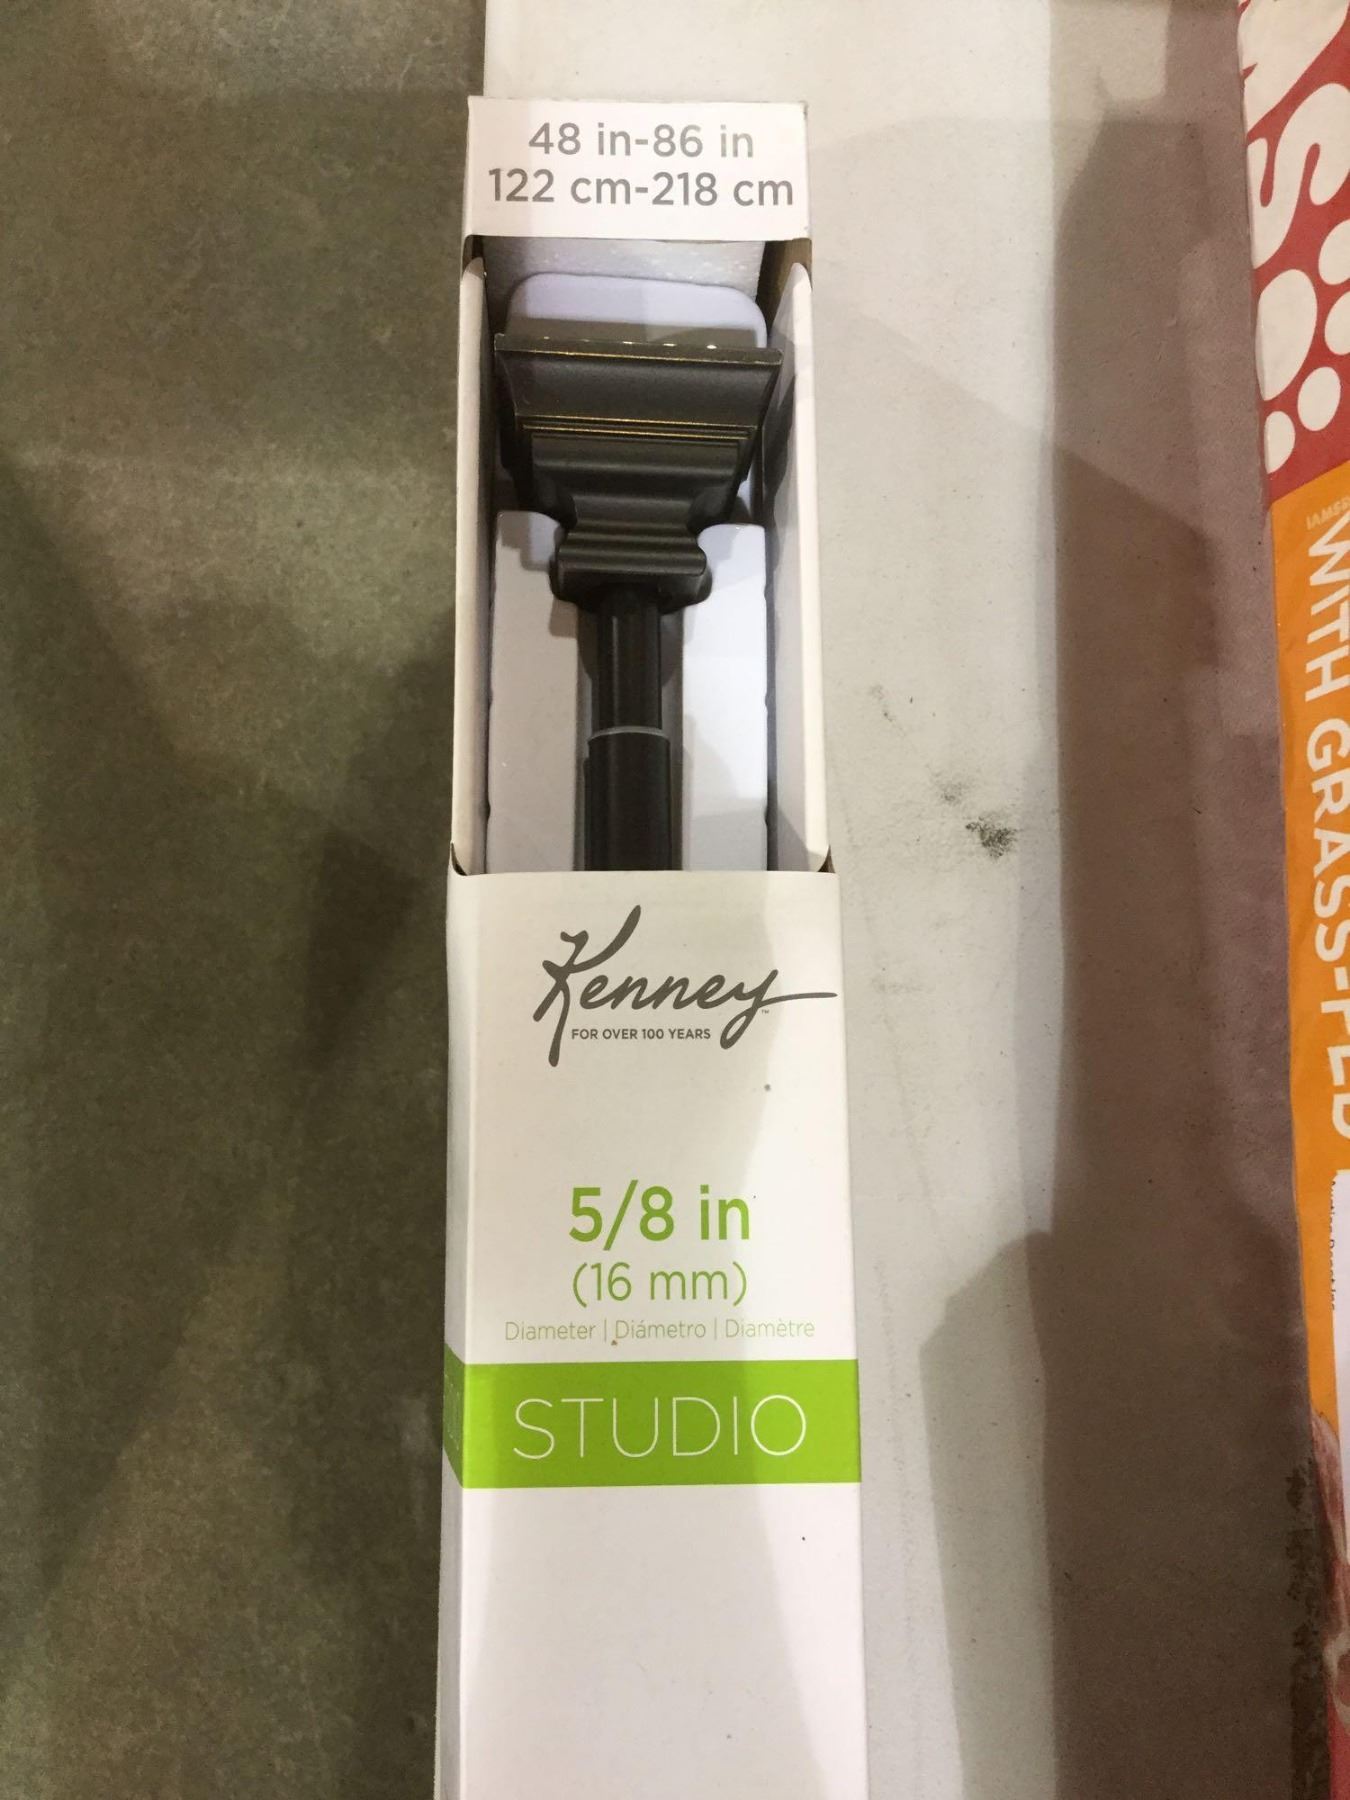 48 in-86 in
122 cm-218 cm
Kenney™
FOR OVER 100 YEARS
5/8 in
(16 mm)
Diameter | Diámetro | Diamètre
STUDIO
WITH GRASS-FED